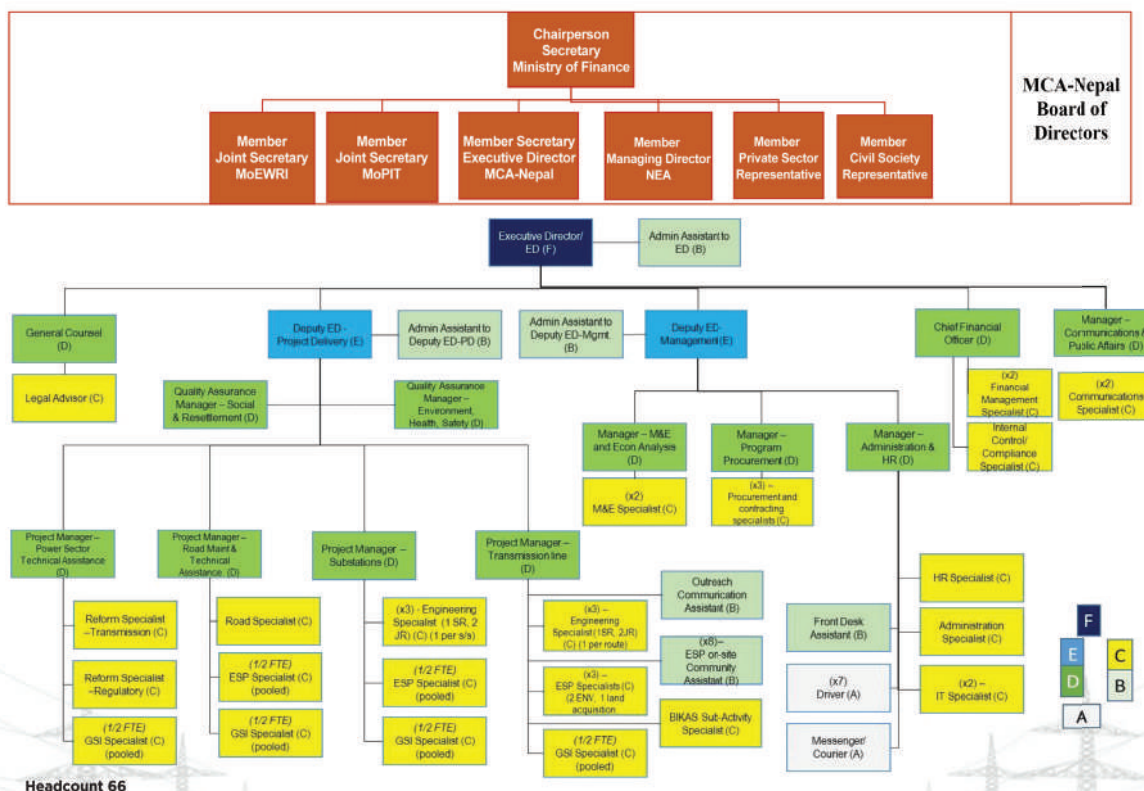 Chairperson
Secretary
Ministry of Finance
MCA-Nepal
Board of
Directors
Member
Joint Secretary
MoEWRI
Member
Joint Secretary
MoPIT
Member Secretary
Executive Director
MCA-Nepal
Member
Managing Director
NEA
Member
Private Sector
Representative
Member
Civil Society
Representative
Executive Director/
ED (F)
Admin Assistant to
ED (B)
General Counsel
(D)
Deputy ED -
Project Delivery (E)
Admin Assistant to
Deputy ED-PD (B)
Admin Assistant
to Deputy ED-Mgmt.
(B)
Deputy ED-
Management (E)
Chief Financial
Officer (D)
Manager –
Communications &
Public Affairs (D)
Legal Advisor (C)
Quality Assurance
Manager – Social
& Resettlement (D)
Quality Assurance
Manager –
Environment,
Health, Safety (D)
(x2)
Financial
Management
Specialist (C)
(x2)
Communications
Specialist (C)
Internal
Control/
Compliance
Specialist (C)
Manager – M&E
and Econ Analysis
(D)
Manager –
Program
Procurement (D)
Manager –
Administration &
HR (D)
(x2)
M&E Specialist (C)
(x3) –
Procurement and
contracting
specialists (C)
Project Manager –
Power Sector
Technical Assistance
(D)
Project Manager –
Road Maint &
Technical
Assistance. (D)
Project Manager –
Substations (D)
Project Manager –
Transmission line
(D)
Reform Specialist
–Transmission (C)
Road Specialist (C)
(x3) - Engineering
Specialist (1 SR, 2
JR) (C) (1 per s/s)
(x3) –
Engineering
Specialist (1SR, 2JR)
(C) (1 per route)
Outreach
Communication
Assistant (B)
HR Specialist (C)
Reform Specialist
–Regulatory (C)
(1/2 FTE)
ESP Specialist (C)
(pooled)
(1/2 FTE)
ESP Specialist (C)
(pooled)
(x3) –
ESP Specialists (C)
(2 ENV, 1 land
acquisition
(x8)–
ESP on-site
Community
Assistant (B)
Front Desk
Assistant (B)
Administration
Specialist (C)
(1/2 FTE)
GSI Specialist (C)
(pooled)
(1/2 FTE)
GSI Specialist (C)
(pooled)
(1/2 FTE)
GSI Specialist (C)
(pooled)
(1/2 FTE)
GSI Specialist (C)
(pooled)
BIKAS Sub-Activity
Specialist (C)
(x7)
Driver (A)
(x2) –
IT Specialist (C)
Messenger/
Courier (A)
F
E
C
D
B
A
Headcount 66